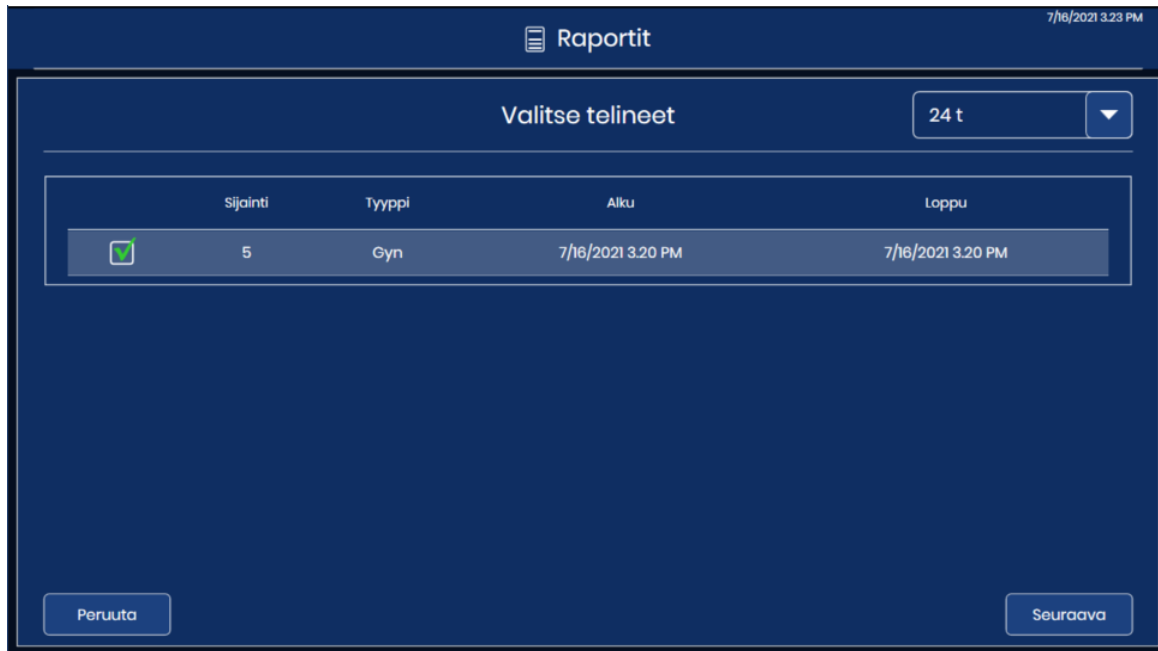 7/16/2021 3.23 PM
Raportit
Valitse telineet
24 t
Sijainti Tyyppi Alku Loppu
5 Gyn 7/16/2021 3.20 PM 7/16/2021 3.20 PM
Peruuta Seuraava